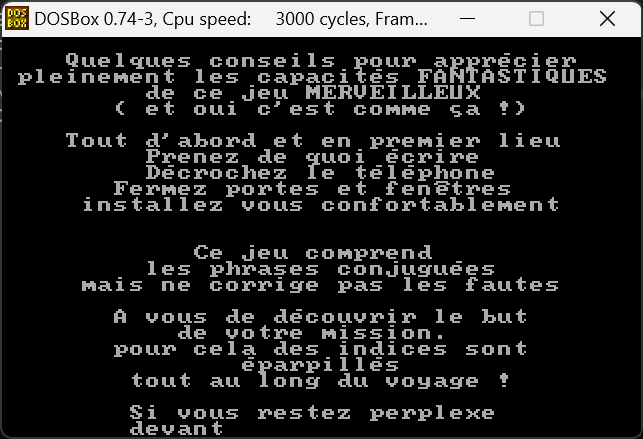 DOS BOX
DOSBox 0.74-3, Cpu speed: 3000 cycles, Fram...
Quelques conseils pour apprécier
pleinement les capacités FANTASTIQUES
de ce jeu MERVEILLEUX
( et oui c'est comme ça !)
Tout d'abord et en premier lieu
Prenez de quoi écrire
Décrochez le téléphone
Fermez portes et fenêtres
installez vous confortablement
Ce jeu comprend
les phrases conjuguées
mais ne corrige pas les fautes
A vous de découvrir le but
de votre mission.
pour cela des indices sont
éparpillés
tout au long du voyage !
Si vous restez perplexe
devant